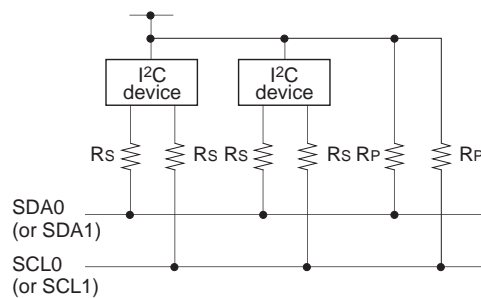 I²C
device
I²C
device
Rs
Rs
Rs
Rs
RP
RP
SDA0
(or SDA1)
SCL0
(or SCL1)